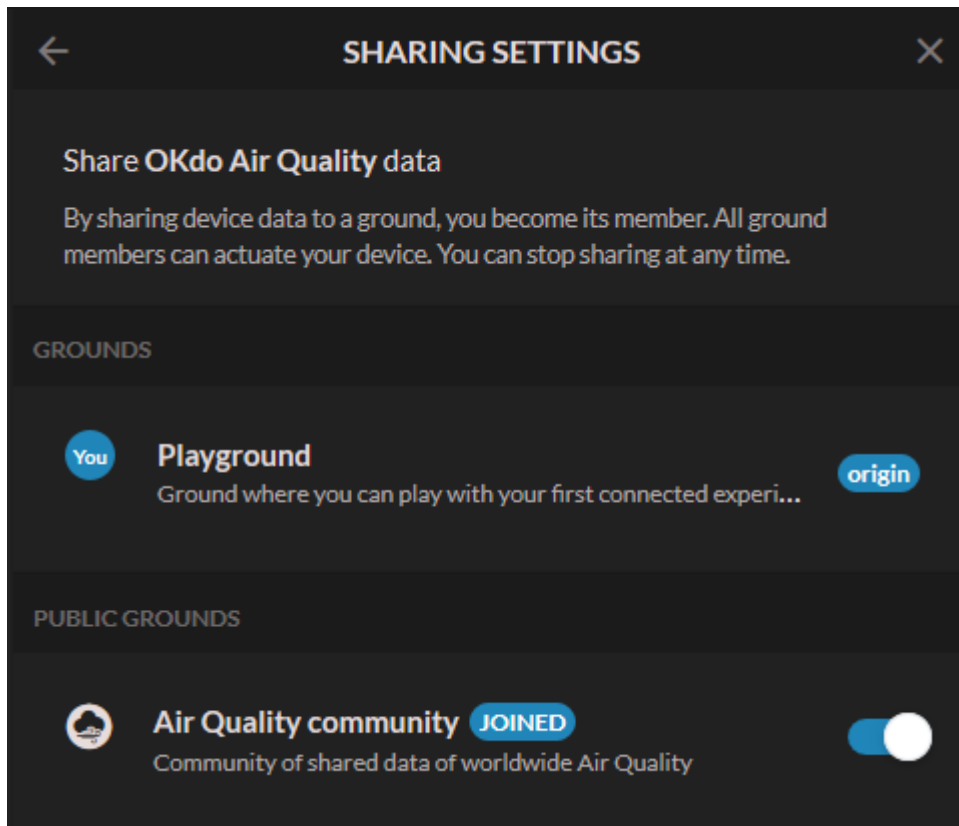 SHARING SETTINGS
Share OKdo Air Quality data
By sharing device data to a ground, you become its member. All ground
members can actuate your device. You can stop sharing at any time.
GROUNDS
You
Playground
origin
Ground where you can play with your first connected experi...
PUBLIC GROUNDS
Air Quality community JOINED
Community of shared data of worldwide Air Quality